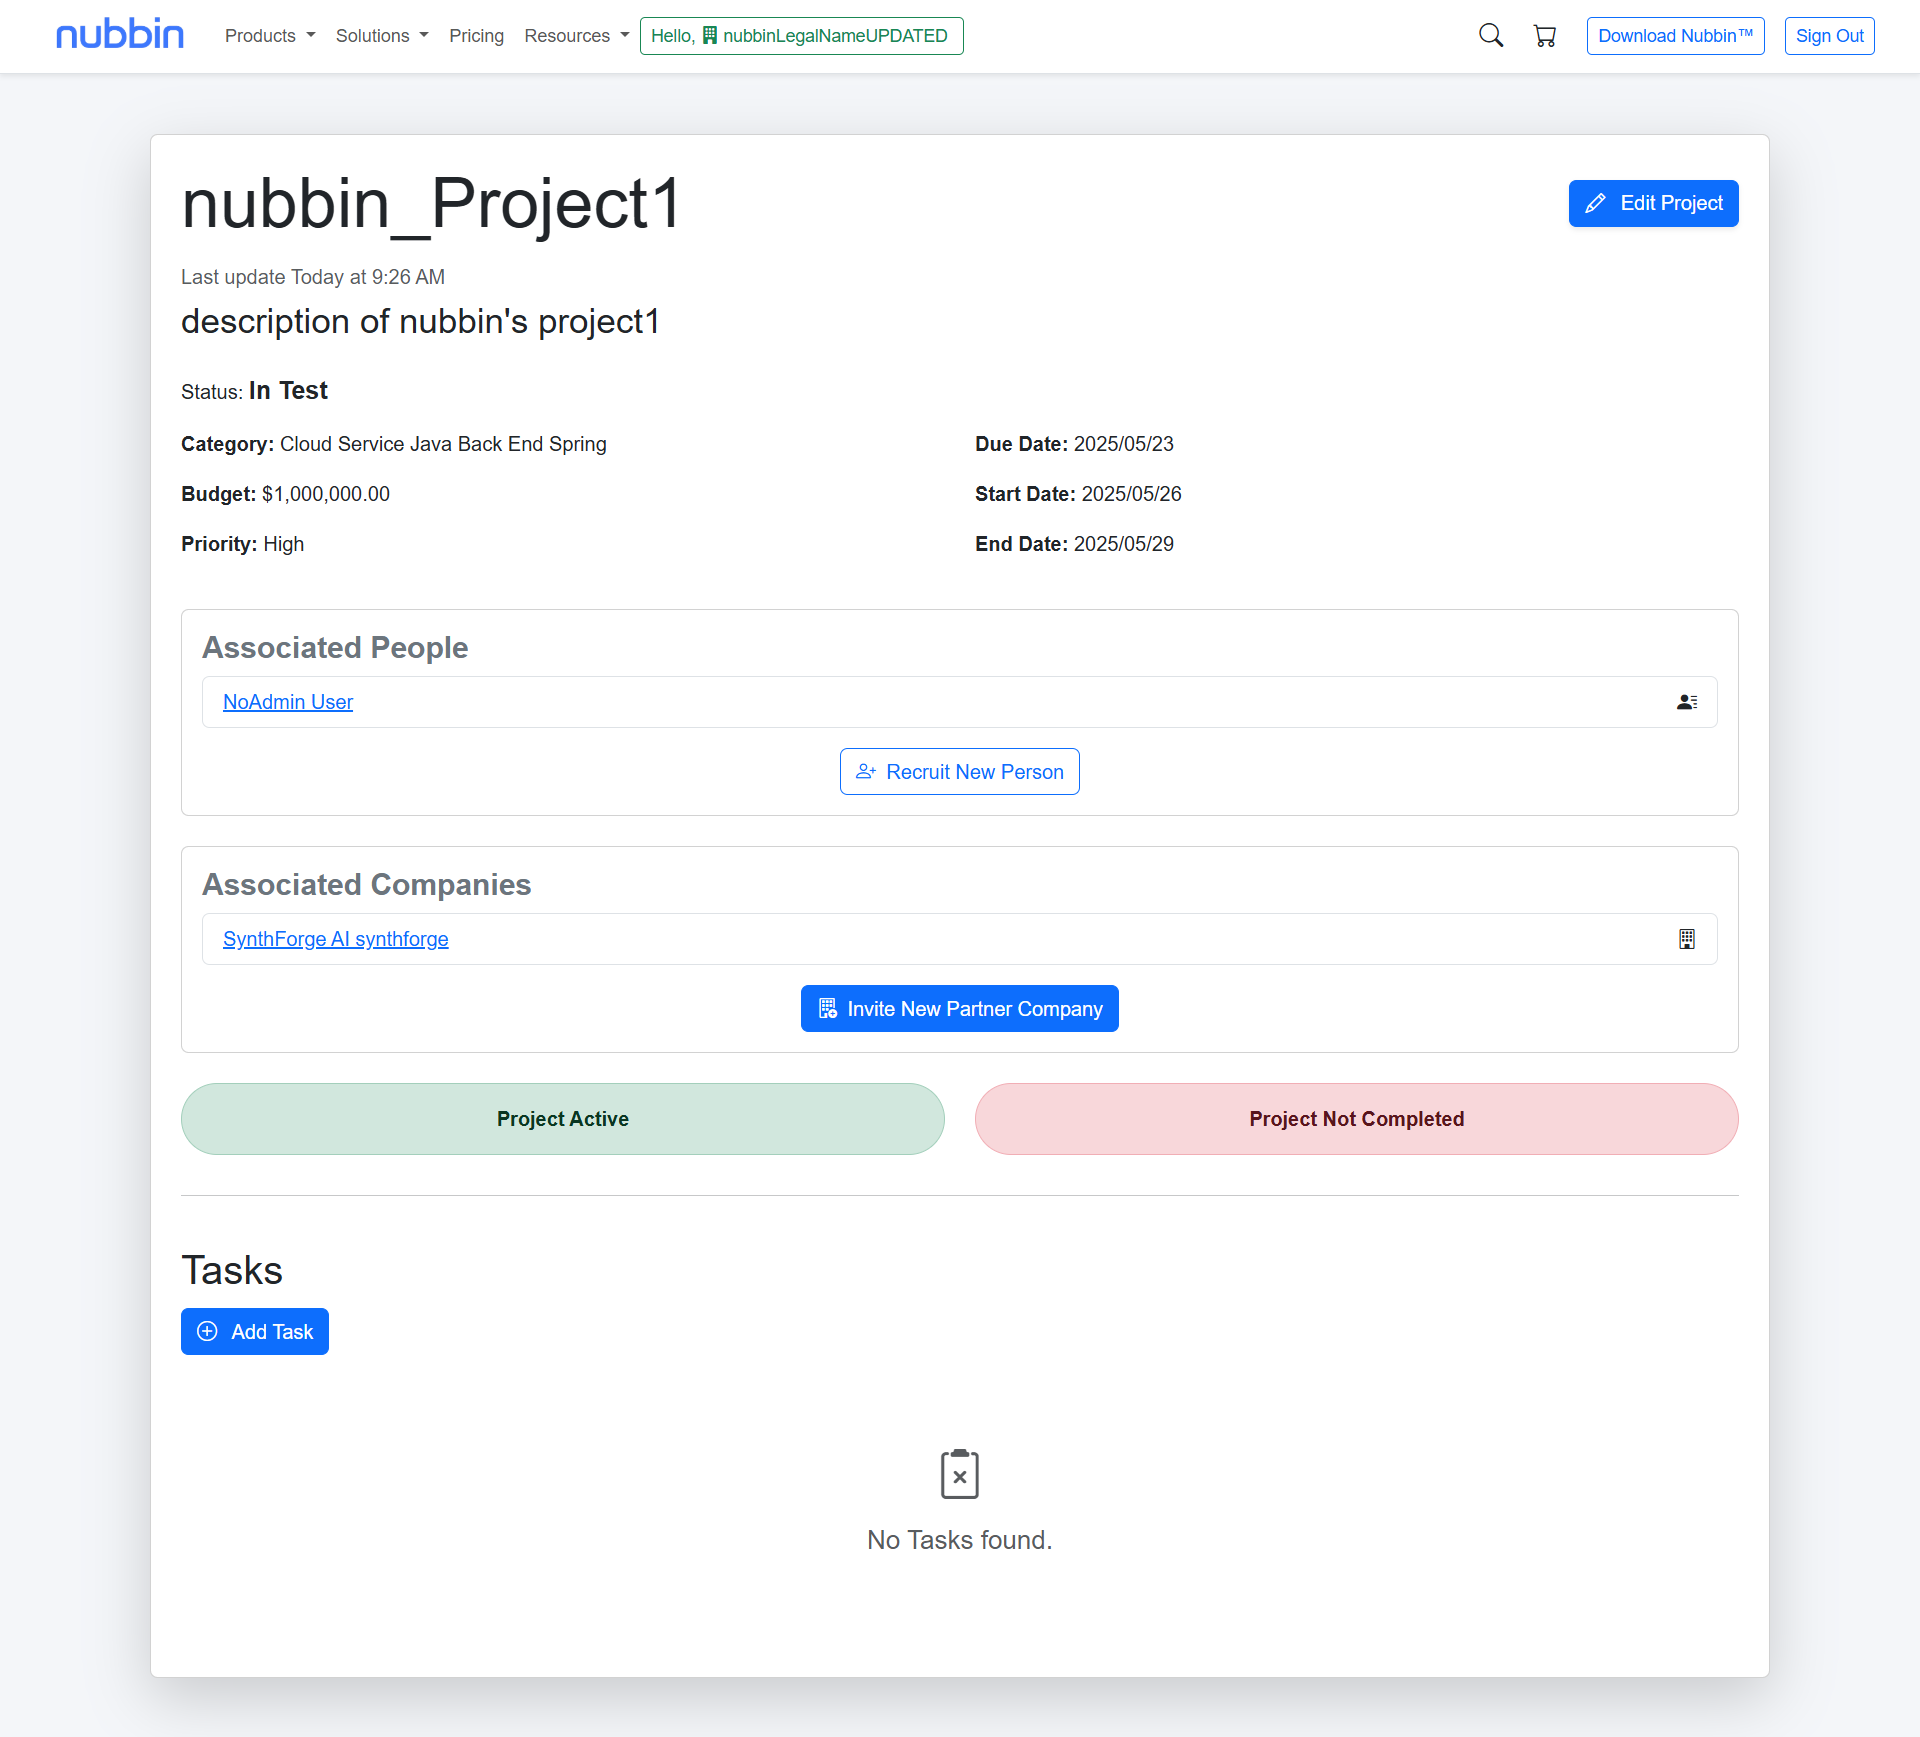 nubbin Products Solutions Pricing Resources Hello, nubbinLegalNameUPDATED Download Nubbin™ Sign Out
nubbin_Project1
Edit Project
Last update Today at 9:26 AM
description of nubbin's project1
Status: In Test
Category: Cloud Service Java Back End Spring
Due Date: 2025/05/23
Budget: $1,000,000.00
Start Date: 2025/05/26
Priority: High
End Date: 2025/05/29
Associated People
NoAdmin User
Recruit New Person
Associated Companies
SynthForge AI synthforge
Invite New Partner Company
Project Active
Project Not Completed
Tasks
Add Task
No Tasks found.